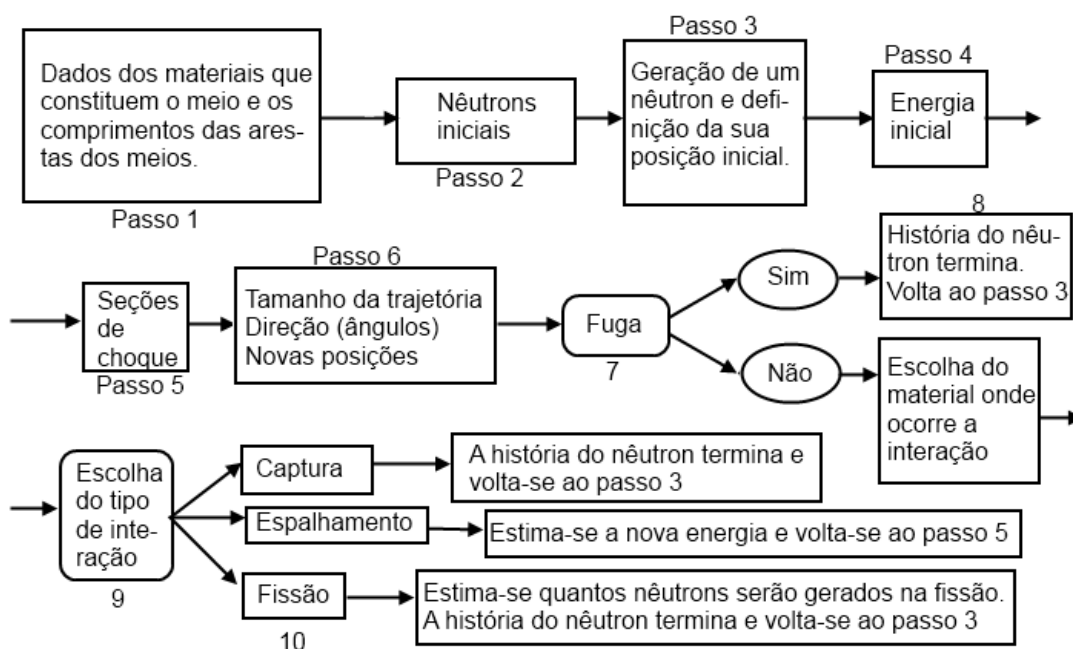 Passo 3
Passo 4
Dados dos materiais que
constituem o meio e os
comprimentos das ares-
tas dos meios.
Passo 1
Nêutrons
iniciais
Passo 2
Geração de um
nêutron e defi-
nição da sua
posição inicial.
Energia
inicial
Seções
de
choque
Passo 5
Passo 6
Tamanho da trajetória
Direção (ângulos)
Novas posições
Fuga
7
Sim
8
História do nêu-
tron termina.
Volta ao passo 3
Não
Escolha do
material onde
ocorre a
interação
Escolha
do tipo
de inte-
ração
9
Captura
A história do nêutron termina e
volta-se ao passo 3
Espalhamento
Estima-se a nova energia e volta-se ao passo 5
Fissão
10
Estima-se quantos nêutrons serão gerados na fissão.
A história do nêutron termina e volta-se ao passo 3